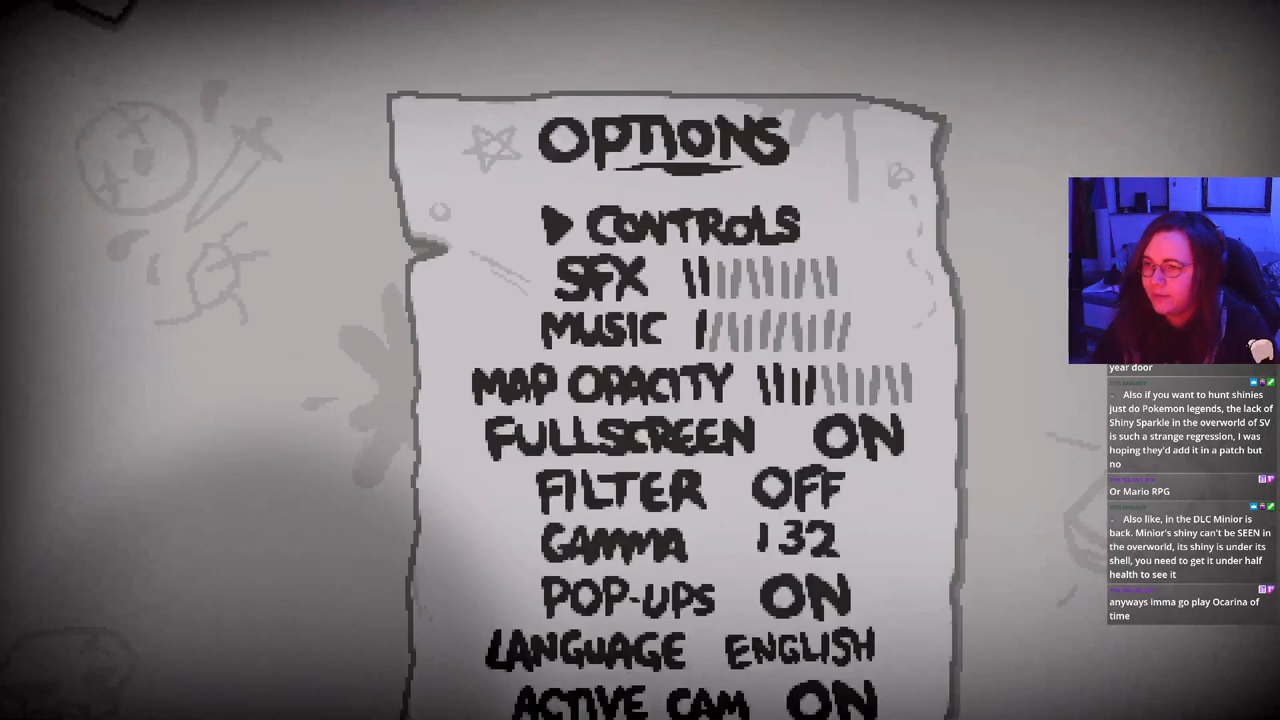 OPTIONS
CONTROLS
SFX
MUSIC
MAP OPACITY
FULLSCREEN ON
FILTER OFF
GAMMA 132
POP-UPS ON
LANGUAGE ENGLISH
ACTIVE CAM ON
year door
Also if you want to hunt shinies
just do Pokemon legends, the lack of
Shiny Sparkle in the overworld of SV
is such a strange regression, I was
hoping they'd add it in a patch but
no
Or Mario RPG
Also like, in the DLC Minior is
back. Minior's shiny can't be SEEN in
the overworld, its shiny is under its
shell, you need to get it under half
health to see it
anyways imma go play Ocarina of
time